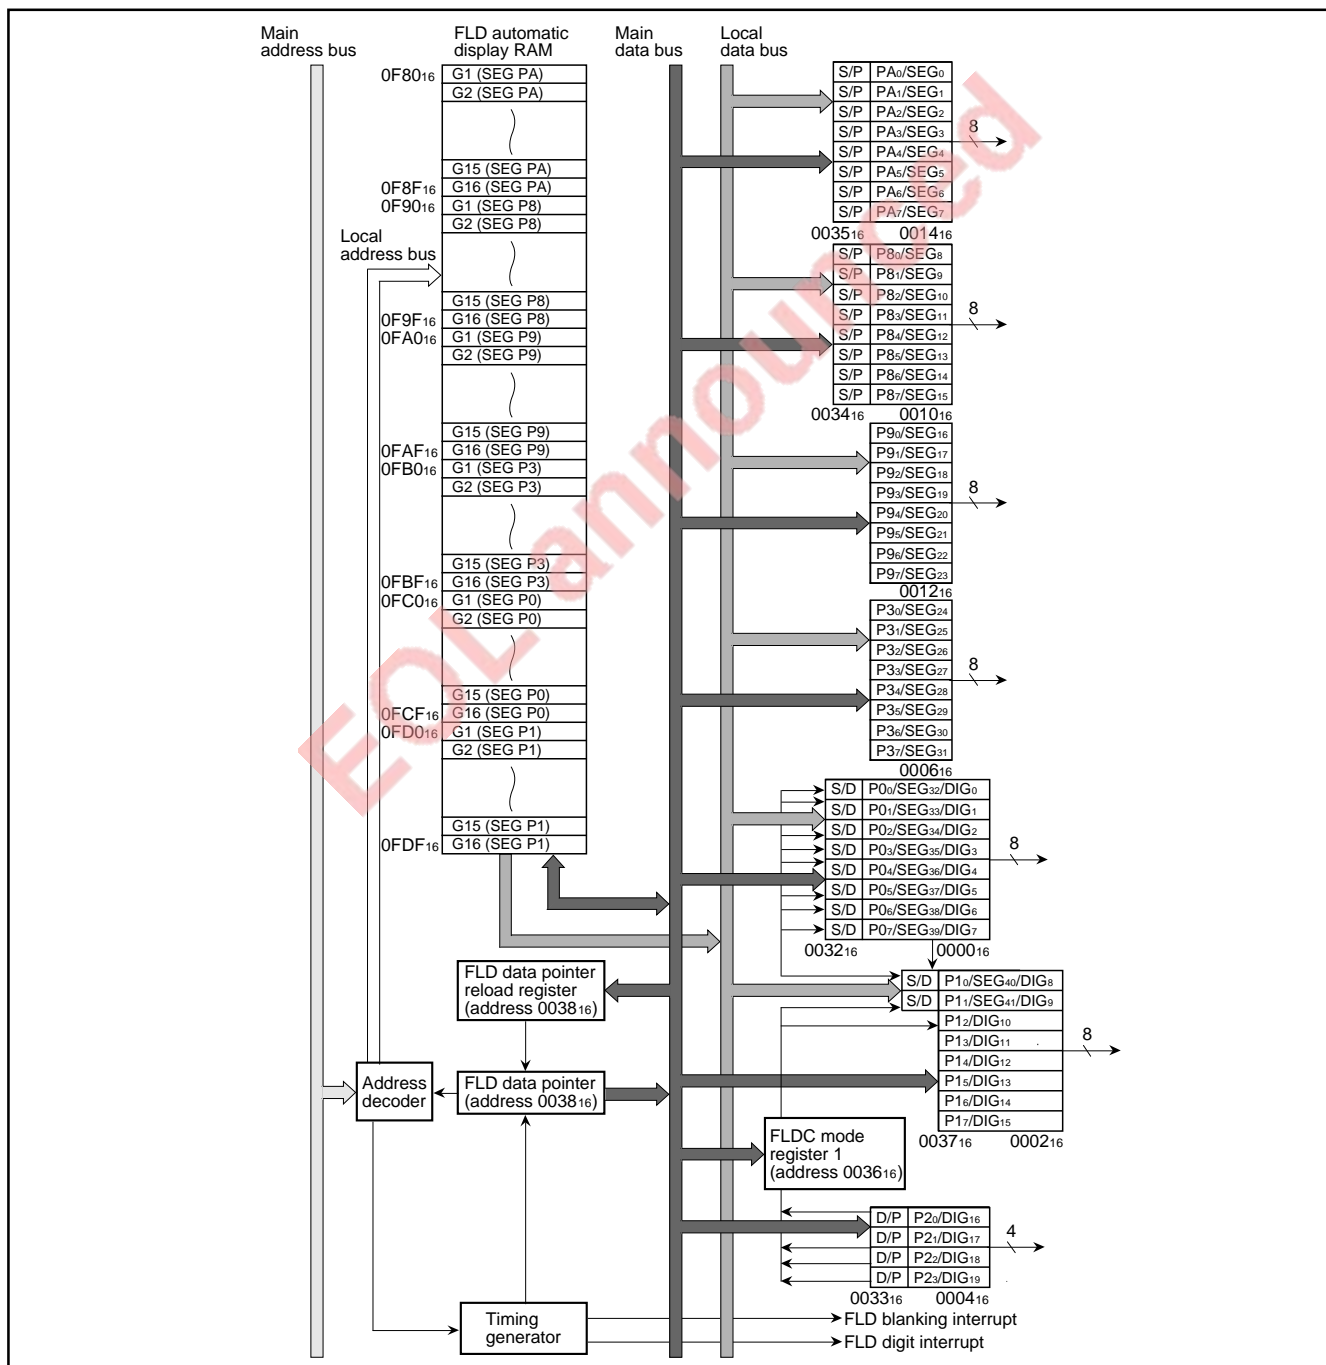 Main
address bus
FLD automatic
display RAM
Main
data bus
Local
data bus
0F8016
G1 (SEG PA)
G2 (SEG PA)
G15 (SEG PA)
0F8F16
G16 (SEG PA)
0F9016
G1 (SEG P8)
G2 (SEG P8)
Local
address bus
G15 (SEG P8)
0F9F16
G16 (SEG P8)
0FA016
G1 (SEG P9)
G2 (SEG P9)
G15 (SEG P9)
0FAF16
G16 (SEG P9)
0FB016
G1 (SEG P3)
G2 (SEG P3)
G15 (SEG P3)
0FBF16
G16 (SEG P3)
0FC016
G1 (SEG P0)
G2 (SEG P0)
G15 (SEG P0)
0FCF16
G16 (SEG P0)
0FD016
G1 (SEG P1)
G2 (SEG P1)
G15 (SEG P1)
0FDF16
G16 (SEG P1)
S/P PA0/SEG0
S/P PA1/SEG1
S/P PA2/SEG2
S/P PA3/SEG3
S/P PA4/SEG4
S/P PA5/SEG5
S/P PA6/SEG6
S/P PA7/SEG7
8
003516 001416
S/P P80/SEG8
S/P P81/SEG9
S/P P82/SEG10
S/P P83/SEG11
S/P P84/SEG12
S/P P85/SEG13
S/P P86/SEG14
S/P P87/SEG15
8
003416 001016
P90/SEG16
P91/SEG17
P92/SEG18
P93/SEG19
P94/SEG20
P95/SEG21
P96/SEG22
P97/SEG23
8
001216
P30/SEG24
P31/SEG25
P32/SEG26
P33/SEG27
P34/SEG28
P35/SEG29
P36/SEG30
P37/SEG31
8
000616
S/D P00/SEG32/DIG0
S/D P01/SEG33/DIG1
S/D P02/SEG34/DIG2
S/D P03/SEG35/DIG3
S/D P04/SEG36/DIG4
S/D P05/SEG37/DIG5
S/D P06/SEG38/DIG6
S/D P07/SEG39/DIG7
8
003216 000016
S/D P10/SEG40/DIG8
S/D P11/SEG41/DIG9
P12/DIG10
P13/DIG11
P14/DIG12
P15/DIG13
P16/DIG14
P17/DIG15
8
003716 000216
FLD data pointer
reload register
(address 003816)
Address
decoder
FLD data pointer
(address 003816)
FLDC mode
register 1
(address 003616)
D/P P20/DIG16
D/P P21/DIG17
D/P P22/DIG18
D/P P23/DIG19
4
003316 000416
Timing
generator
FLD blanking interrupt
FLD digit interrupt
EOL announced